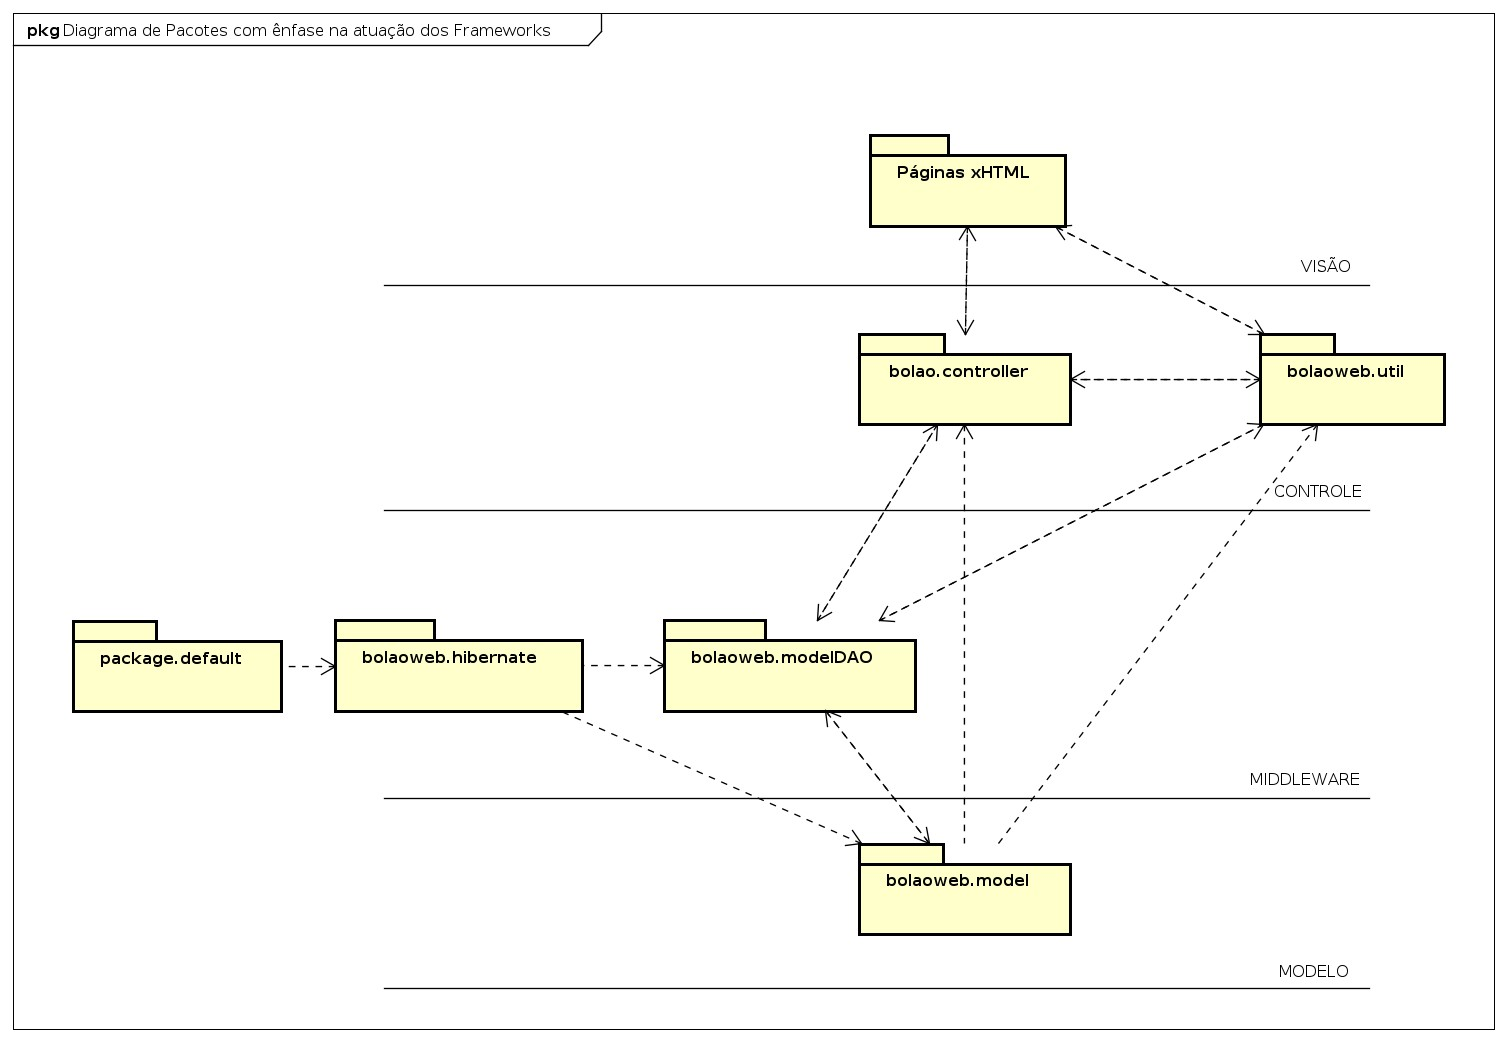 pkg Diagrama de Pacotes com ênfase na atuação dos Frameworks
Páginas xHTML
VISÃO
bolao.controller
bolaoweb.util
CONTROLE
package.default
bolaoweb.hibernate
bolaoweb.modelDAO
MIDDLEWARE
bolaoweb.model
MODELO